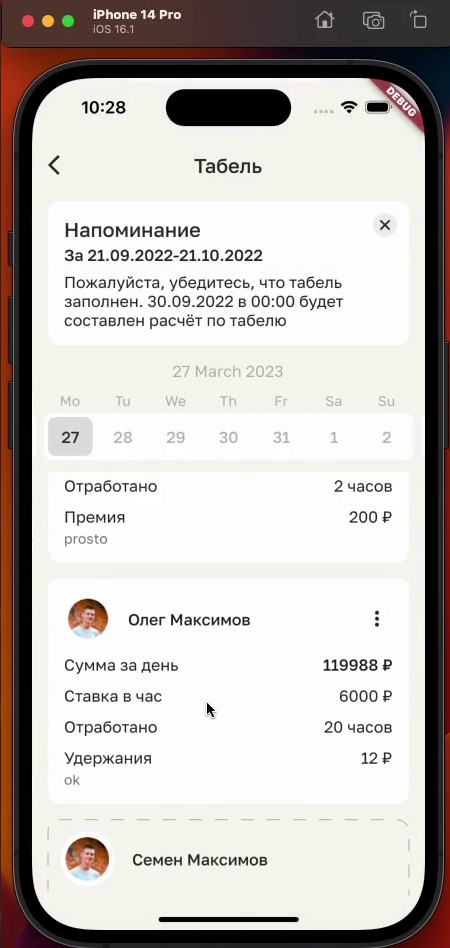 iPhone 14 Pro
iOS 16.1
10:28
DEBUG
Табель
Напоминание
За 21.09.2022-21.10.2022
Пожалуйста, убедитесь, что табель
заполнен. 30.09.2022 в 00:00 будет
составлен расчёт по табелю
27 March 2023
Mo Tu We Th Fr Sa Su
27 28 29 30 31 1 2
Отработано 2 часов
Премия 200 ₽
prosto
Олег Максимов
Сумма за день 119988 ₽
Ставка в час 6000 ₽
Отработано 20 часов
Удержания 12 ₽
ok
Семен Максимов